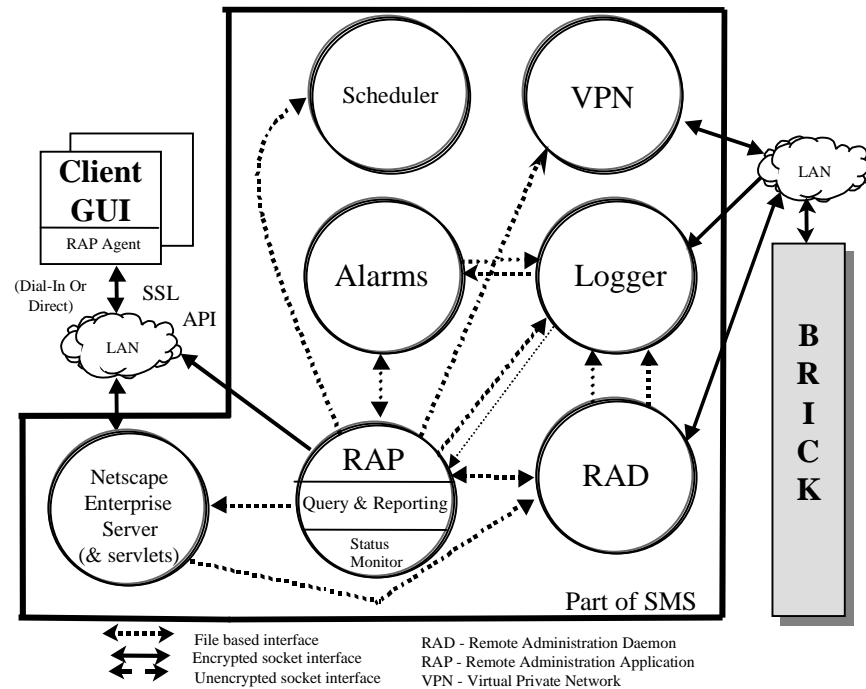 Scheduler
VPN
Client
GUI
RAP Agent
LAN
(Dial-In Or
Direct)
SSL
API
LAN
Alarms
Logger
B
R
I
C
K
Netscape
Enterprise
Server
(& servlets)
RAP
Query & Reporting
Status
Monitor
RAD
Part of SMS
File based interface
Encrypted socket interface
Unencrypted socket interface
RAD - Remote Administration Daemon
RAP - Remote Administration Application
VPN - Virtual Private Network